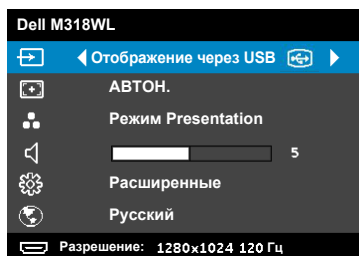 Dell M318WL
Отображение через USB
АВТОН.
Режим Presentation
5
Расширенные
Русский
Разрешение: 1280x1024 120 Гц